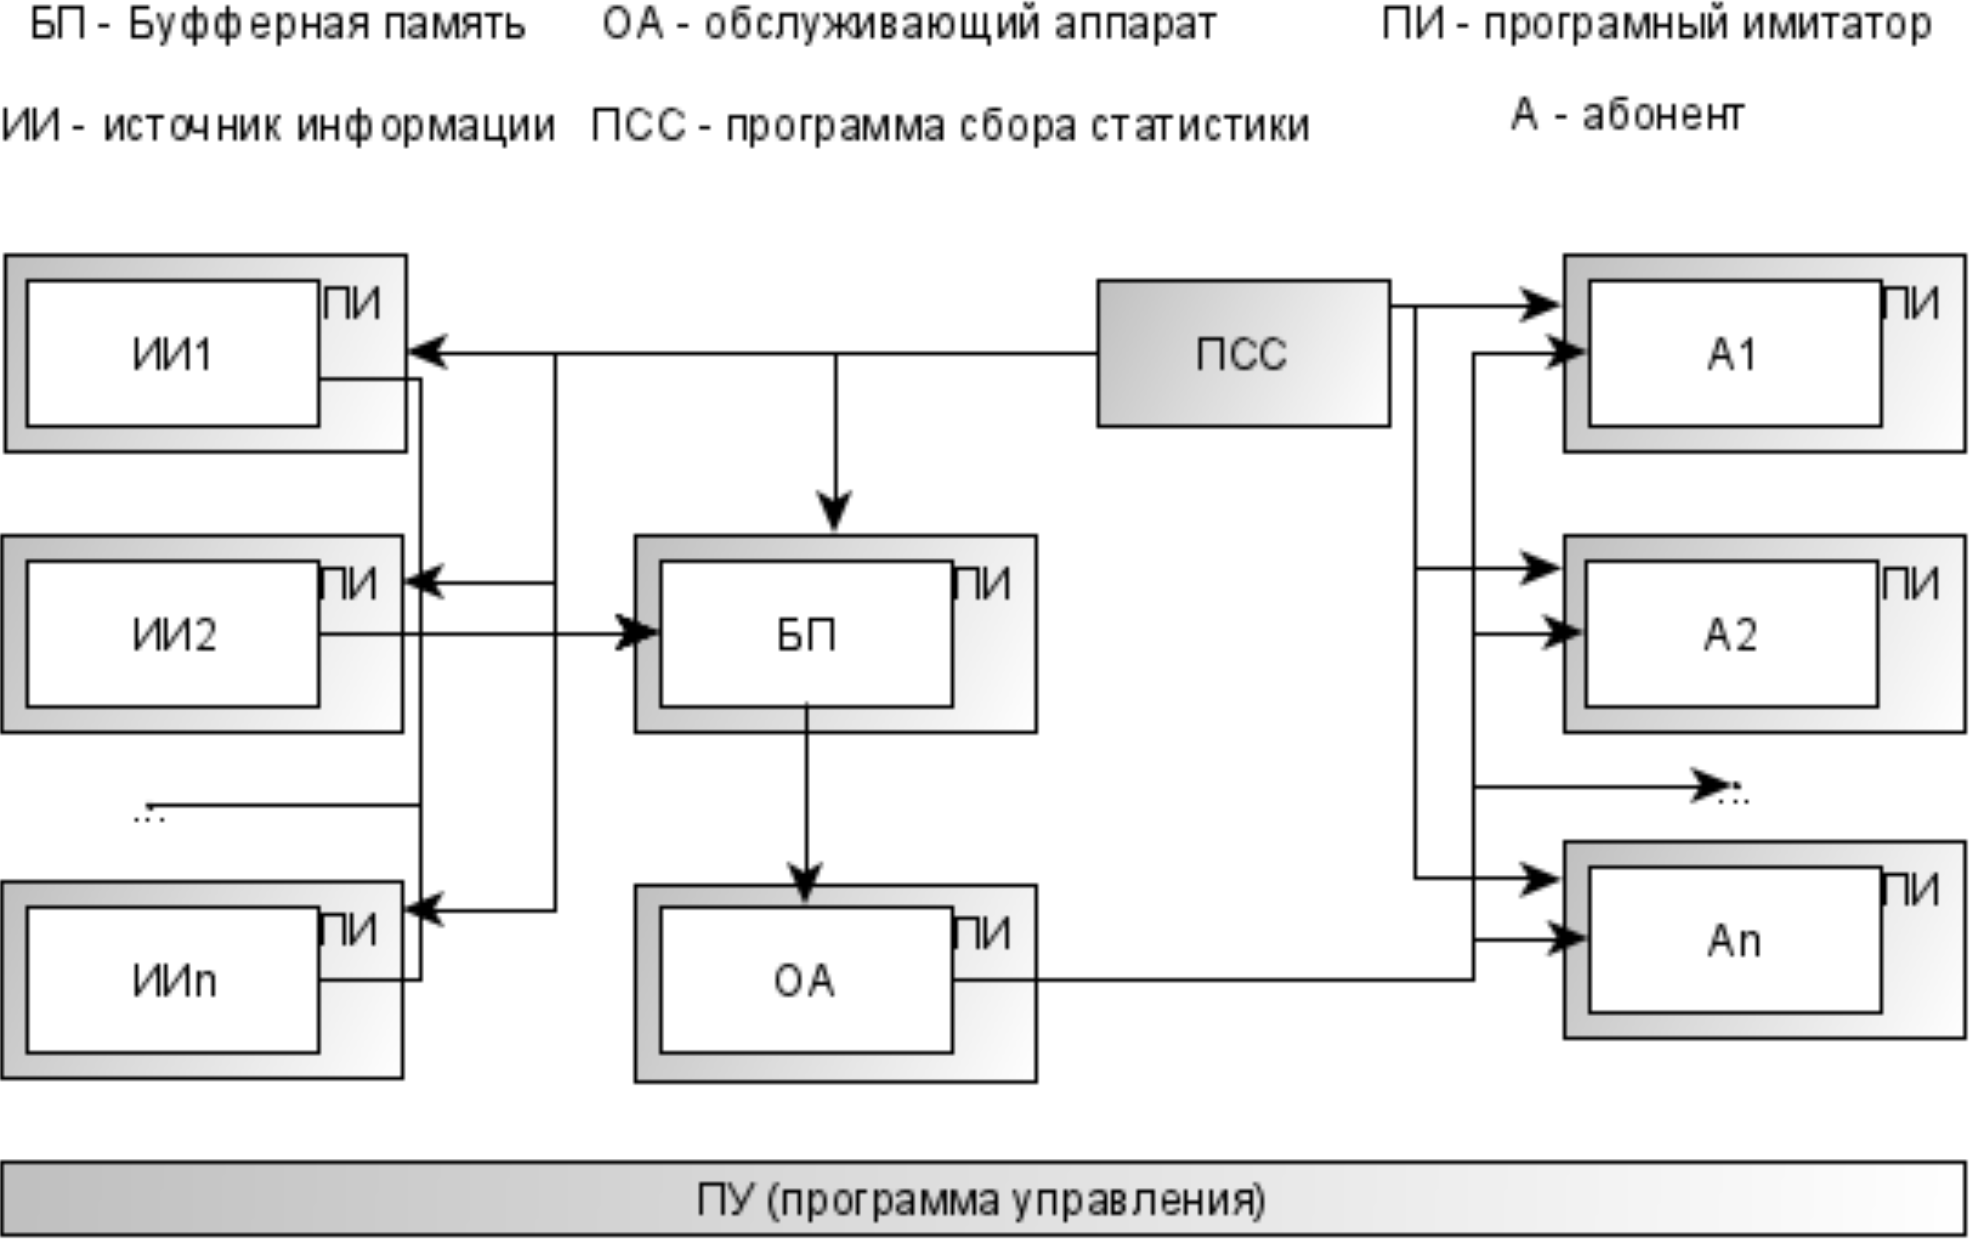 БП - Буфферная память
ОА - обслуживающий аппарат
ПИ - програмный имитатор
ИИ - источник информации
ПСС - программа сбора статистики
А - абонент
ПИ
ИИ1
ПСС
ПИ
А1
ПИ
ИИ2
ПИ
БП
ПИ
А2
...
...
ПИ
ИИn
ПИ
ОА
ПИ
Аn
ПУ (программа управления)